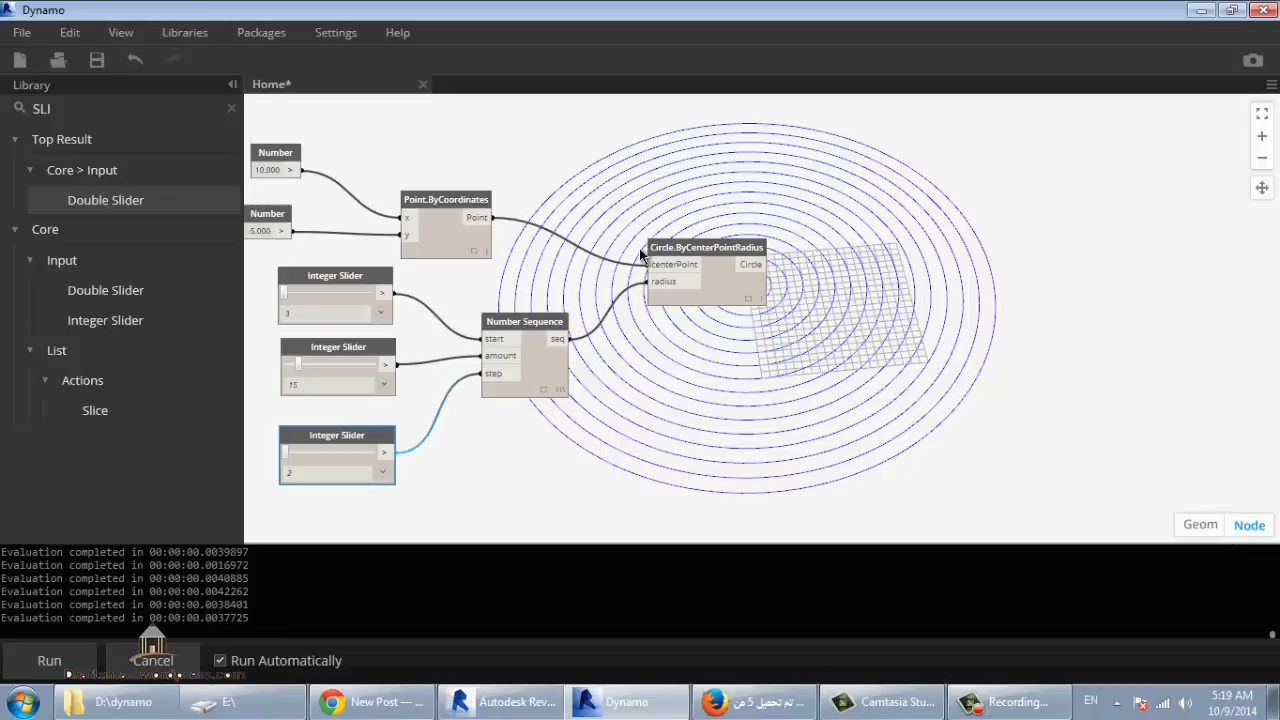 Dynamo
File Edit View Libraries Packages Settings Help
Library
Home*
SLI
Top Result
Core > Input
Double Slider
Core
Input
Double Slider
Integer Slider
List
Actions
Slice
Number
10.000 >
Number
-5.000 >
Point.ByCoordinates
x Point
y
Integer Slider
>
3
Integer Slider
>
15
Integer Slider
>
2
Number Sequence
start seq
amount
step
Circle.ByCenterPointRadius
centerPoint Circle
radius
Geom Node
Evaluation completed in 00:00:00.0039897
Evaluation completed in 00:00:00.0016972
Evaluation completed in 00:00:00.0040885
Evaluation completed in 00:00:00.0042262
Evaluation completed in 00:00:00.0038401
Evaluation completed in 00:00:00.0037725
Run Cancel Run Automatically
D:\dynamo E:\ New Post — ... Autodesk Rev... Dynamo تم تحميل 5 من ... Camtasia Stu... Recording... EN 5:19 AM
10/9/2014